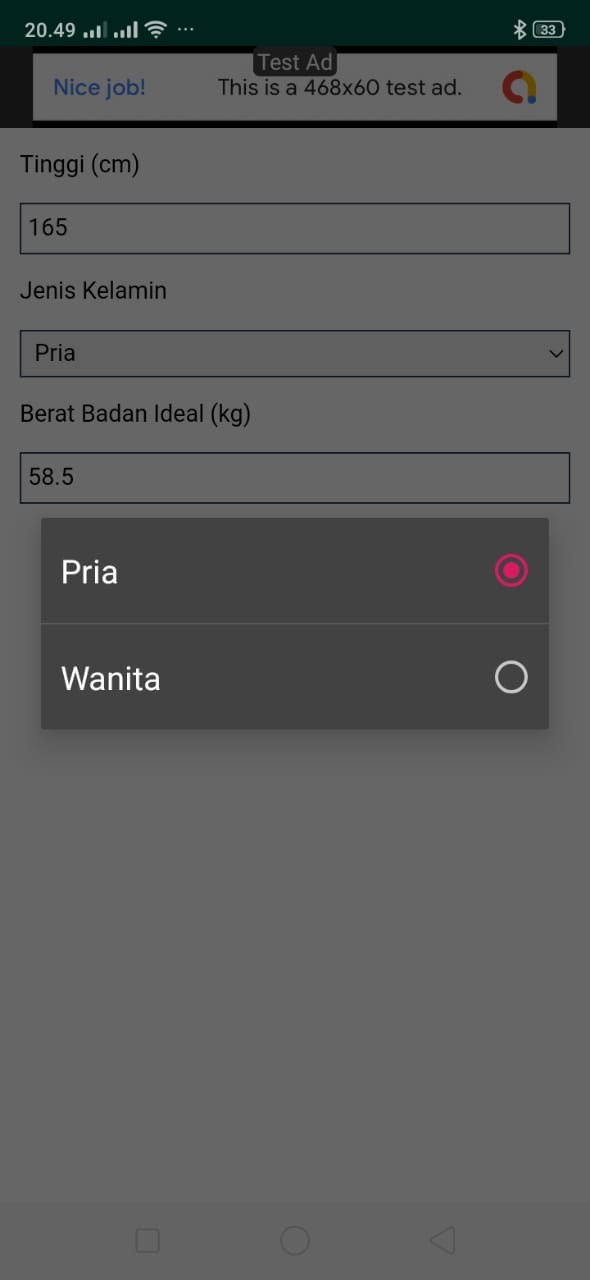 20.49
33
Test Ad
Nice job!
This is a 468x60 test ad.
Tinggi (cm)
165
Jenis Kelamin
Pria
Berat Badan Ideal (kg)
58.5
Pria
Wanita